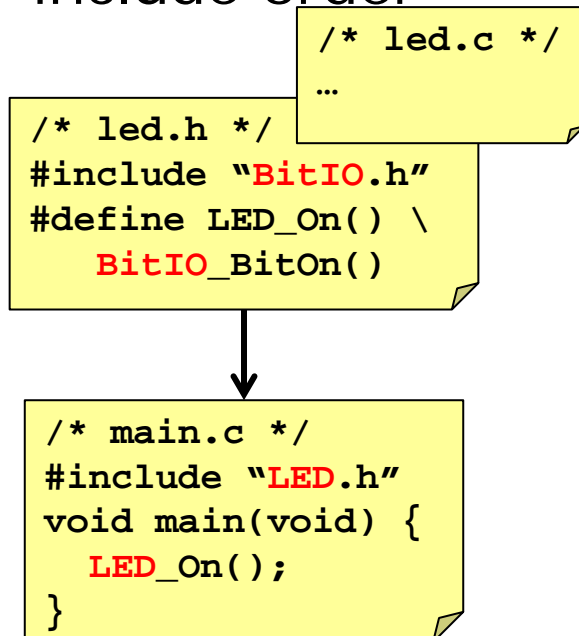 /* led.c */
…
/* led.h */
#include “BitIO.h”
#define LED_On() \
BitIO_BitOn()
/* main.c */
#include “LED.h”
void main(void) {
LED_On();
}